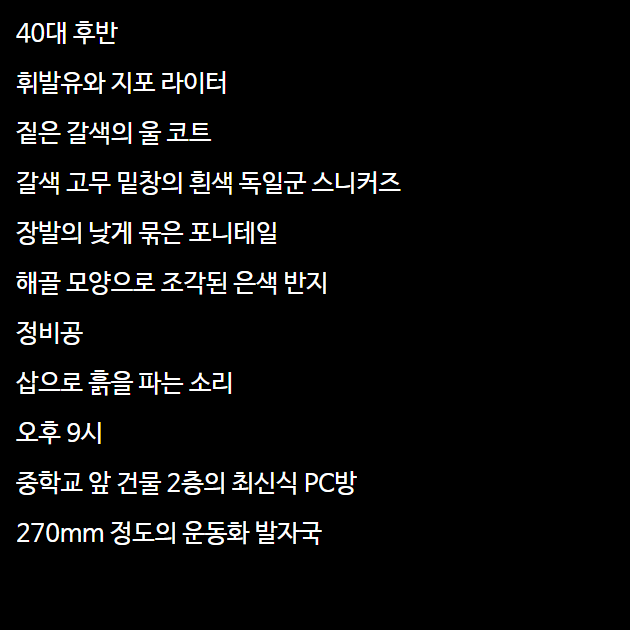 40대 후반
휘발유와 지포 라이터
짙은 갈색의 울 코트
갈색 고무 밑창의 흰색 독일군 스니커즈
장발의 낮게 묶은 포니테일
해골 모양으로 조각된 은색 반지
정비공
삽으로 흙을 파는 소리
오후 9시
중학교 앞 건물 2층의 최신식 PC방
270mm 정도의 운동화 발자국